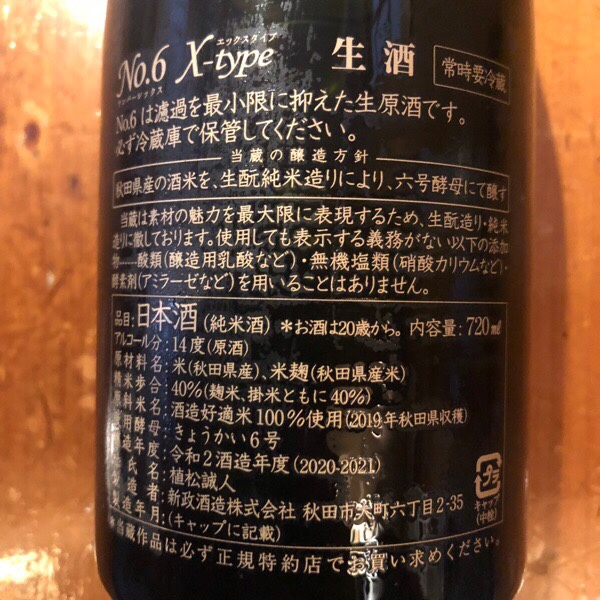 No.6 X-type 生酒 常時要冷蔵
ナンバーシックス エックスタイプ
No.6 は濾過を最小限に抑えた生原酒です。
必ず冷蔵庫で保管してください。
当蔵の醸造方針
秋田県産の酒米を、生酛純米造りにより、六号酵母にて醸す
当蔵は素材の魅力を最大限に表現するため、生酛造り・純米
造りに徹しております。使用しても表示する義務がない以下の添加
物――酸類(醸造用乳酸など)・無機塩類(硝酸カリウムなど)・
酵素剤(アミラーゼなど)を用いることはありません。
品目:日本酒(純米酒) *お酒は20歳から。 内容量:720ml
アルコール分:14度(原酒)
原材料名:米(秋田県産)、米麹(秋田県産米)
精米歩合:40%(麹米、掛米ともに40%)
原料米名:酒造好適米100%使用(2019年秋田県収穫)
用酵母:きょうかい6号
造年度:令和2酒造年度(2020-2021)
氏名:植松誠人
造者:新政酒造株式会社 秋田市大町六丁目2-35
製造年月:(キャップに記載)
プラ
キャップ
(中栓)
*当蔵作品は必ず正規特約店でお買い求めください。